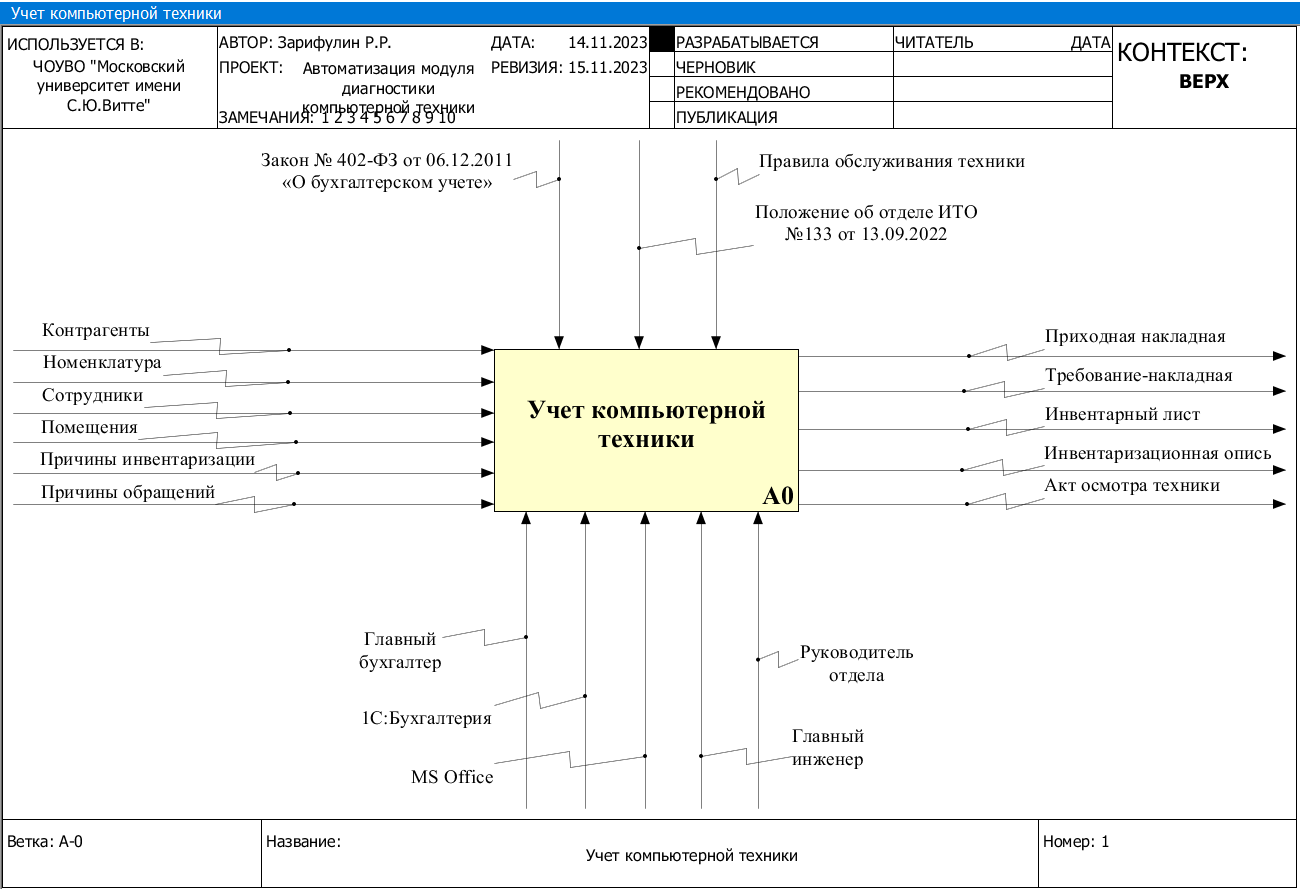 Учет компьютерной техники
ИСПОЛЬЗУЕТСЯ В:
ЧОУВО "Московский
университет имени
С.Ю.Витте"
АВТОР: Зарифулин Р.Р.
ДАТА: 14.11.2023
ПРОЕКТ: Автоматизация модуля
диагностики
компьютерной техники
РЕВИЗИЯ: 15.11.2023
ЗАМЕЧАНИЯ: 1 2 3 4 5 6 7 8 9 10
РАЗРАБАТЫВАЕТСЯ
ЧЕРНОВИК
РЕКОМЕНДОВАНО
ПУБЛИКАЦИЯ
ЧИТАТЕЛЬ ДАТА
КОНТЕКСТ:
ВЕРХ
Закон № 402-ФЗ от 06.12.2011
«О бухгалтерском учете»
Правила обслуживания техники
Положение об отделе ИТО
№133 от 13.09.2022
Контрагенты
Номенклатура
Сотрудники
Помещения
Причины инвентаризации
Причины обращений
Учет компьютерной
техники
A0
Приходная накладная
Требование-накладная
Инвентарный лист
Инвентаризационная опись
Акт осмотра техники
Главный
бухгалтер
1С:Бухгалтерия
MS Office
Руководитель
отдела
Главный
инженер
Ветка: A-0
Название:
Учет компьютерной техники
Номер: 1